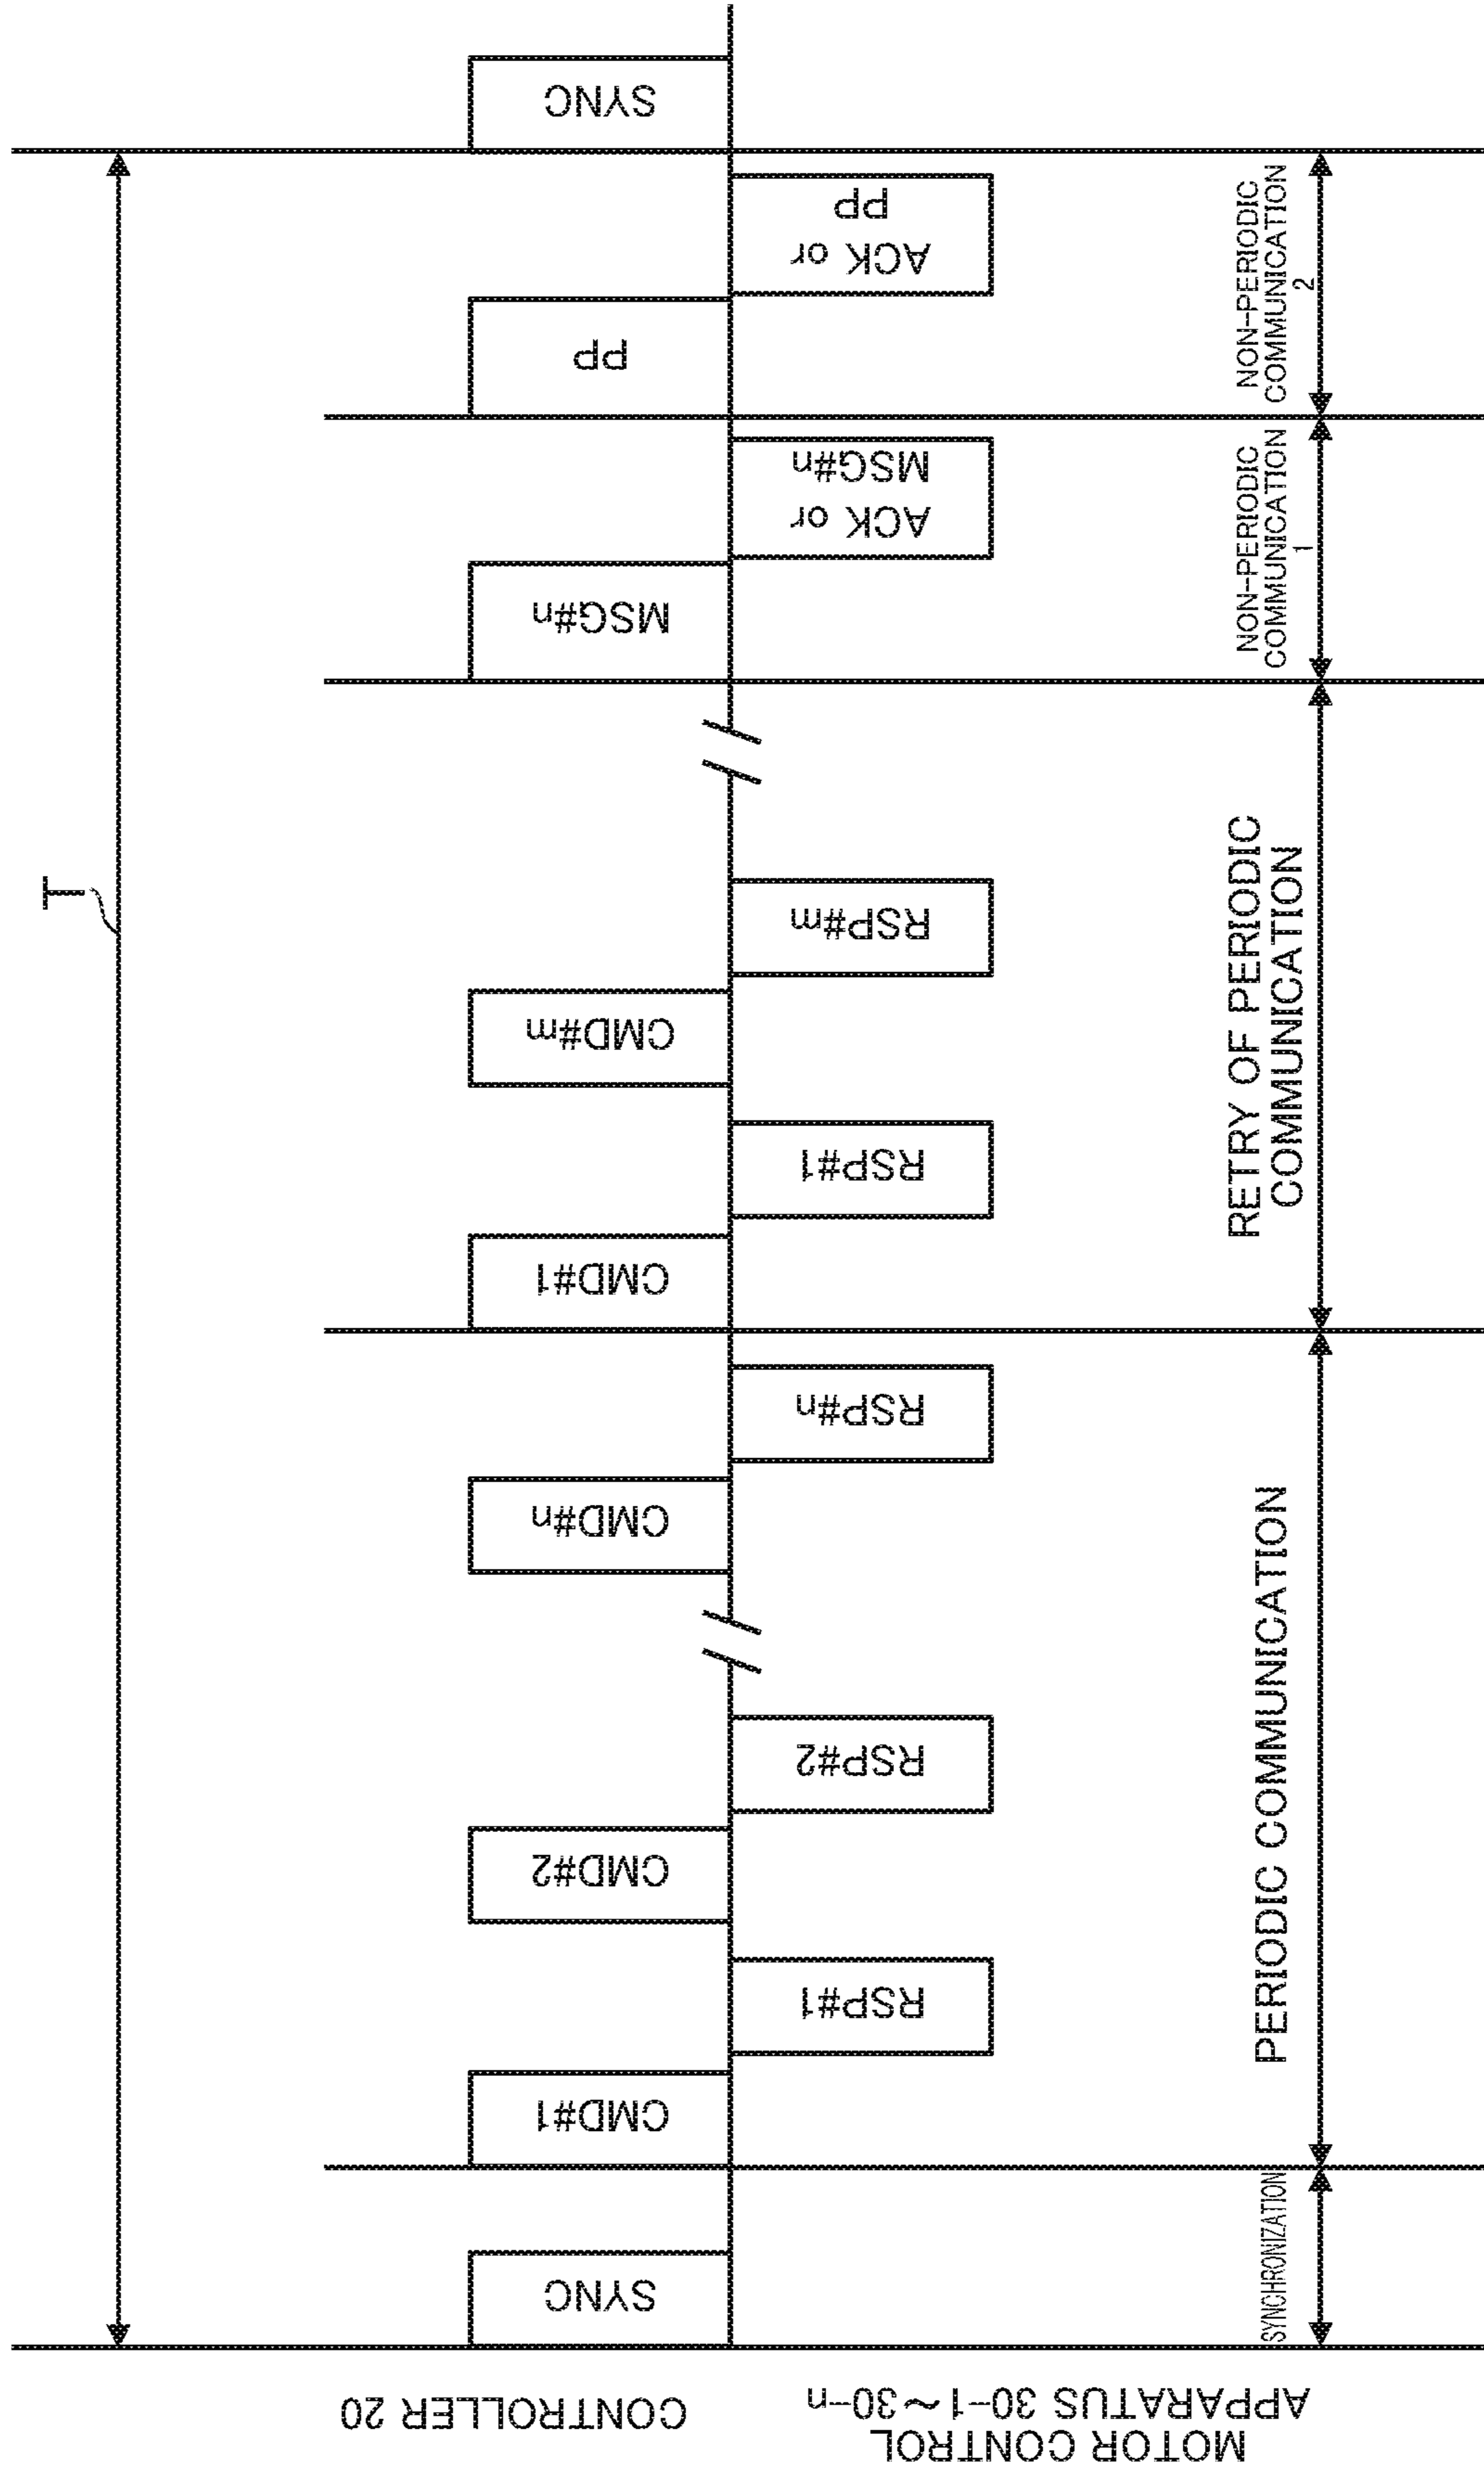 T
CONTROLLER 20
SYNC
CMD#1
CMD#2
CMD#n
CMD#1
CMD#m
MSG#n
PP
SYNC
MOTOR CONTROL
APPARATUS 30-1~30-n
RSP#1
RSP#2
RSP#n
RSP#1
RSP#m
ACK or
MSG#n
ACK or
PP
SYNCHRONIZATION
PERIODIC COMMUNICATION
RETRY OF PERIODIC
COMMUNICATION
NON-PERIODIC
COMMUNICATION
1
NON-PERIODIC
COMMUNICATION
2